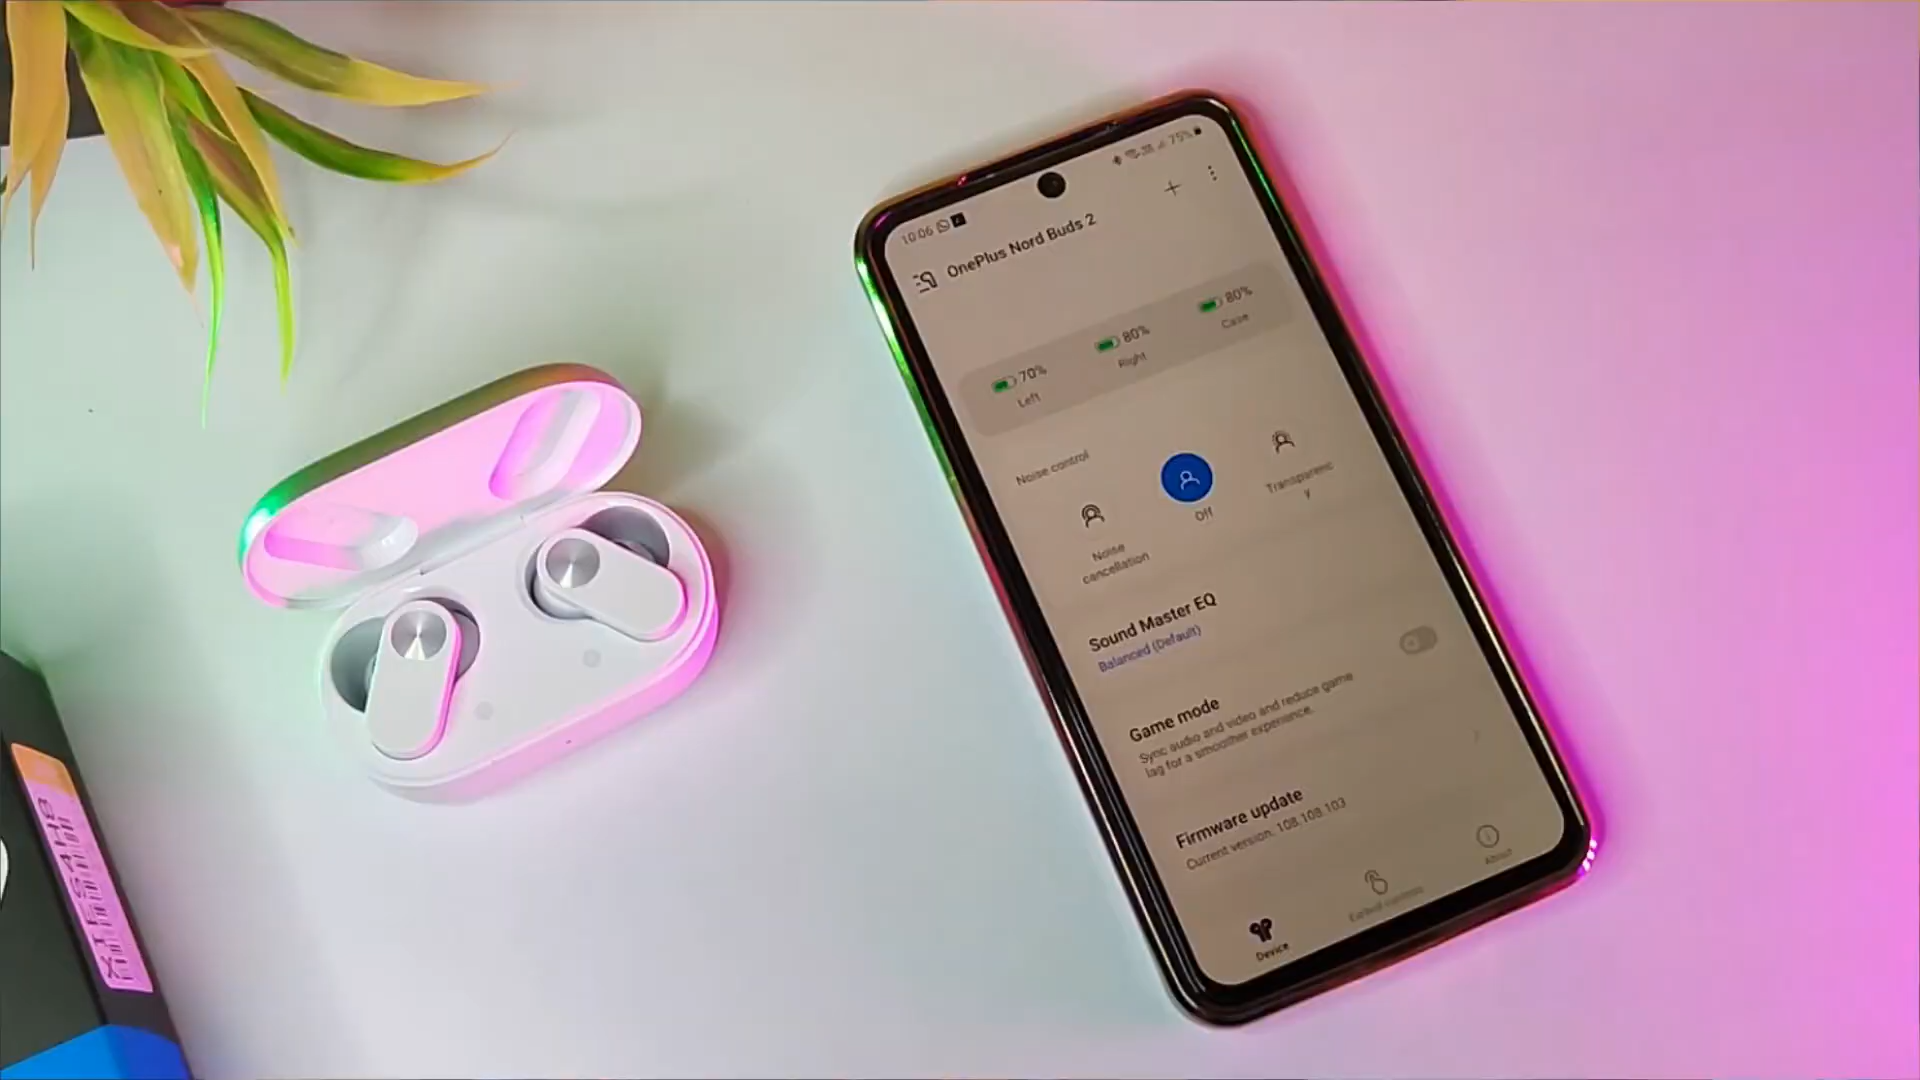 10:06
75%
OnePlus Nord Buds 2
70%
Left
80%
Right
80%
Case
Noise control
Noise
cancellation
Off
Transparenc
y
Sound Master EQ
Balanced (Default)
Game mode
Sync audio and video and reduce game
lag for a smoother experience.
Firmware update
Current version: 108.108.103
Device
Earbud controls
About